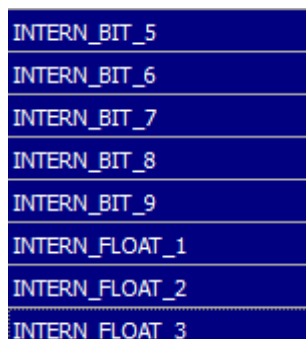 INTERN_BIT_5
INTERN_BIT_6
INTERN_BIT_7
INTERN_BIT_8
INTERN_BIT_9
INTERN_FLOAT_1
INTERN_FLOAT_2
INTERN_FLOAT_3